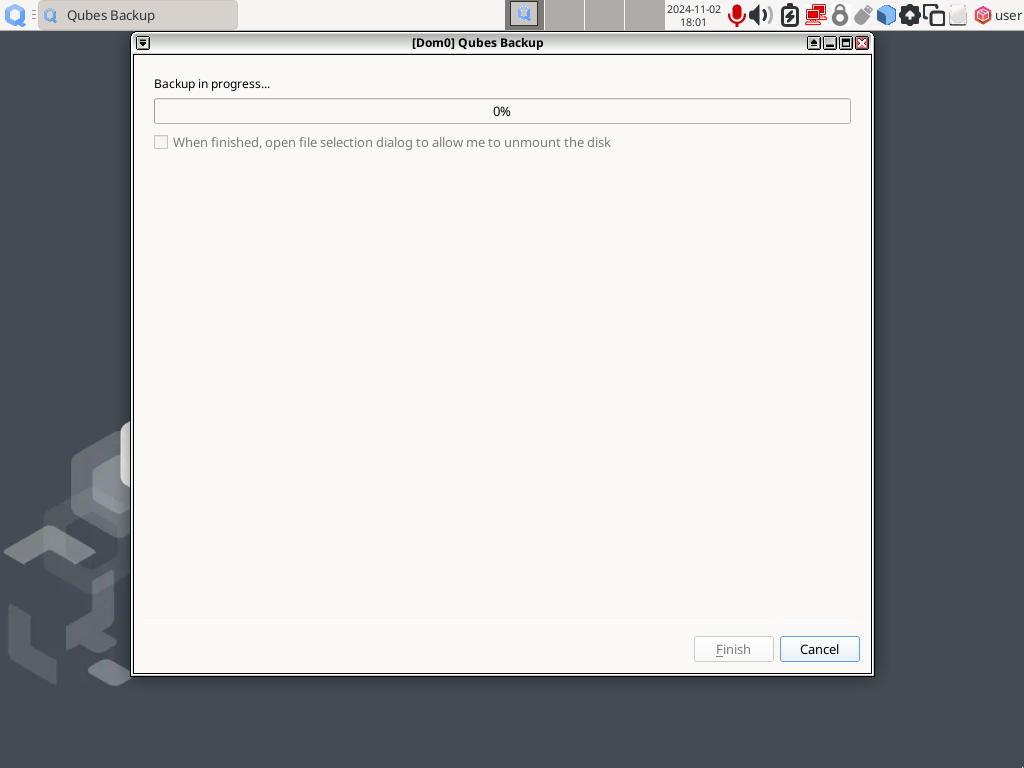 Qubes Backup
2024-11-02
18:01
user
[Dom0] Qubes Backup
Backup in progress...
0%
When finished, open file selection dialog to allow me to unmount the disk
Finish
Cancel